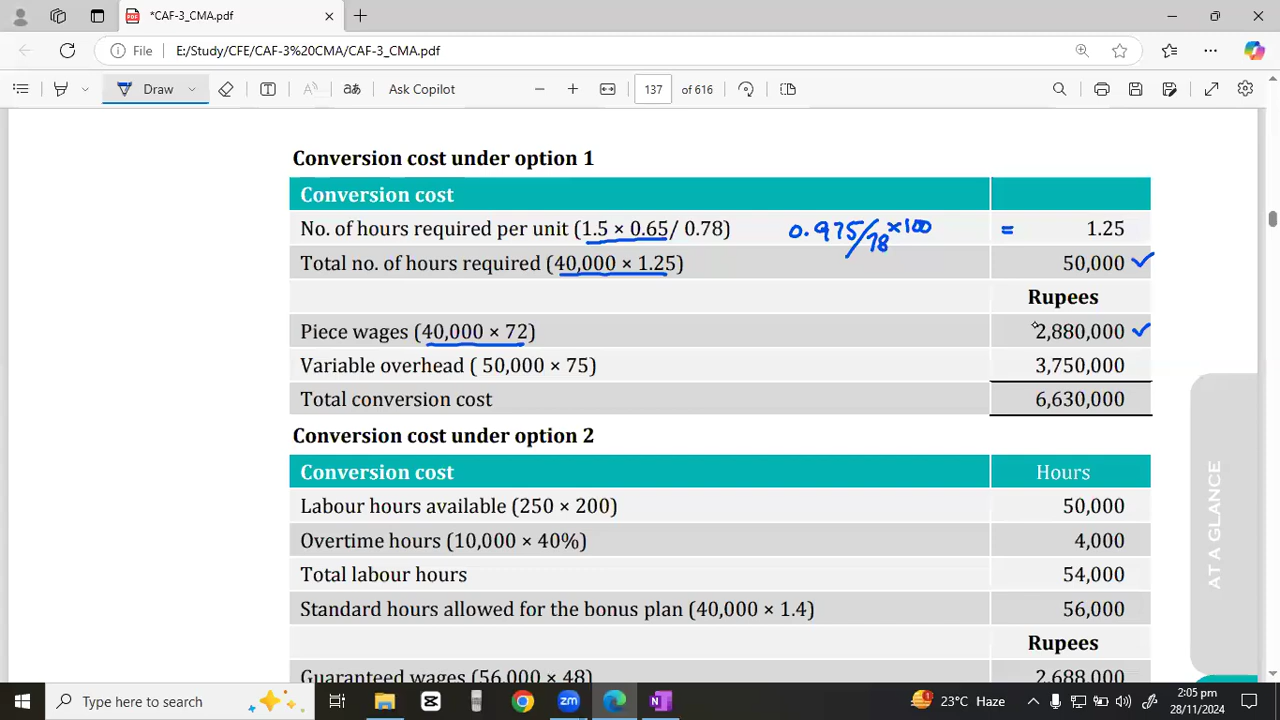 *CAF-3_CMA.pdf
File E:/Study/CFE/CAF-3%20CMA/CAF-3_CMA.pdf
Draw aあ Ask Copilot 137 of 616
Conversion cost under option 1
Conversion cost
No. of hours required per unit (1.5 × 0.65/ 0.78) 0.975/78 ×100 = 1.25
Total no. of hours required (40,000 × 1.25) 50,000
Rupees
Piece wages (40,000 × 72) 2,880,000
Variable overhead ( 50,000 × 75) 3,750,000
Total conversion cost 6,630,000
Conversion cost under option 2
Conversion cost Hours
Labour hours available (250 × 200) 50,000
Overtime hours (10,000 × 40%) 4,000
Total labour hours 54,000
Standard hours allowed for the bonus plan (40,000 × 1.4) 56,000
Rupees
Guaranteed wages (56,000 × 48) 2,688,000
AT A GLANCE
Type here to search zm N 1 23°C Haze 2:05 pm
28/11/2024